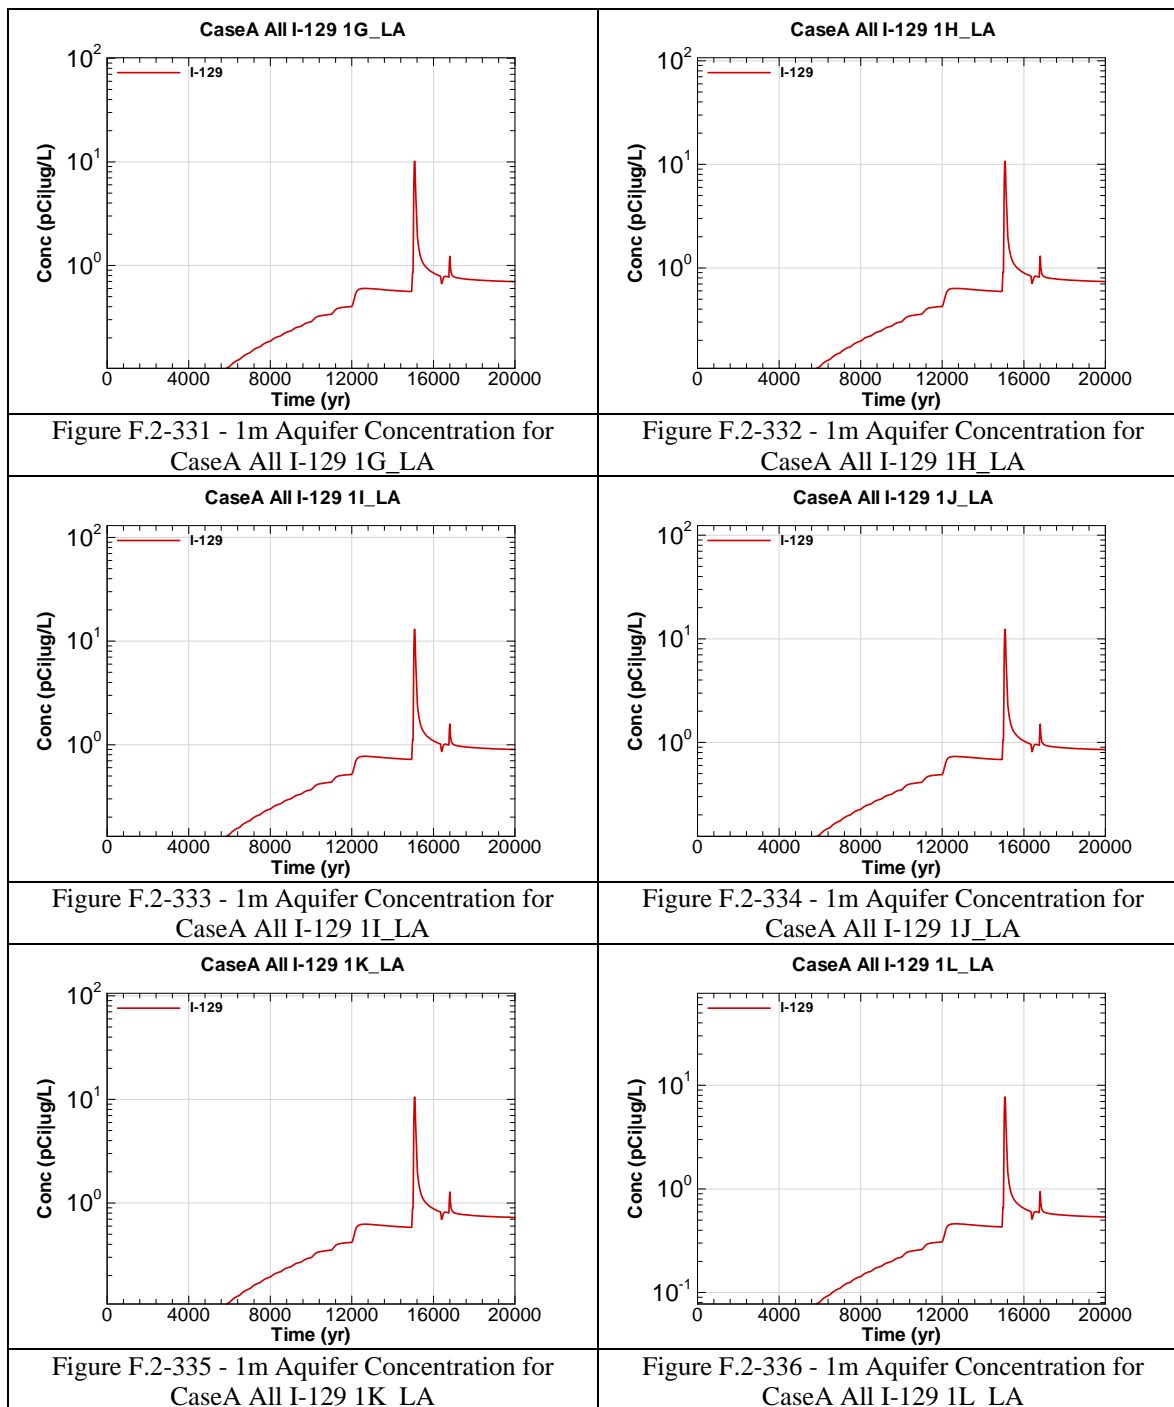 CaseA All I-129 1G_LA
10^2
I-129
10^1
10^0
Conc (pCi|ug/L)
0 4000 8000 12000 16000 20000
Time (yr)
Figure F.2-331 - 1m Aquifer Concentration for
CaseA All I-129 1G_LA
CaseA All I-129 1H_LA
10^2
I-129
10^1
10^0
Conc (pCi|ug/L)
0 4000 8000 12000 16000 20000
Time (yr)
Figure F.2-332 - 1m Aquifer Concentration for
CaseA All I-129 1H_LA
CaseA All I-129 1I_LA
10^2
I-129
10^1
10^0
Conc (pCi|ug/L)
0 4000 8000 12000 16000 20000
Time (yr)
Figure F.2-333 - 1m Aquifer Concentration for
CaseA All I-129 1I_LA
CaseA All I-129 1J_LA
10^2
I-129
10^1
10^0
Conc (pCi|ug/L)
0 4000 8000 12000 16000 20000
Time (yr)
Figure F.2-334 - 1m Aquifer Concentration for
CaseA All I-129 1J_LA
CaseA All I-129 1K_LA
10^2
I-129
10^1
10^0
Conc (pCi|ug/L)
0 4000 8000 12000 16000 20000
Time (yr)
Figure F.2-335 - 1m Aquifer Concentration for
CaseA All I-129 1K_LA
CaseA All I-129 1L_LA
I-129
10^1
10^0
10^-1
Conc (pCi|ug/L)
0 4000 8000 12000 16000 20000
Time (yr)
Figure F.2-336 - 1m Aquifer Concentration for
CaseA All I-129 1L_LA